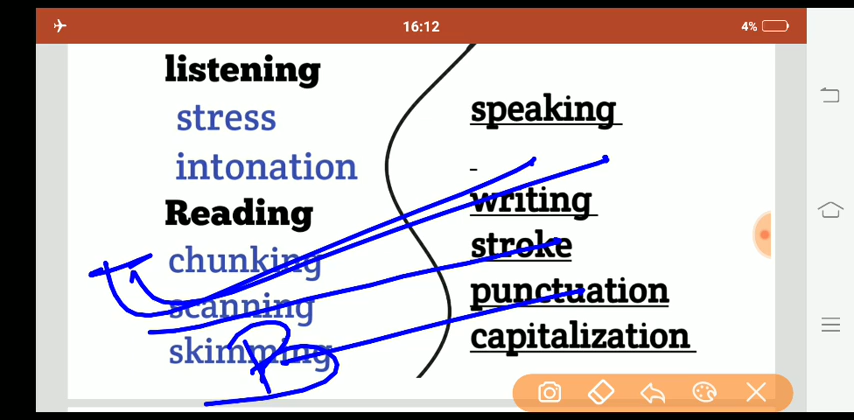 16:12
4%
listening
stress
intonation
Reading
chunking
scanning
skimming
speaking
writing
stroke
punctuation
capitalization